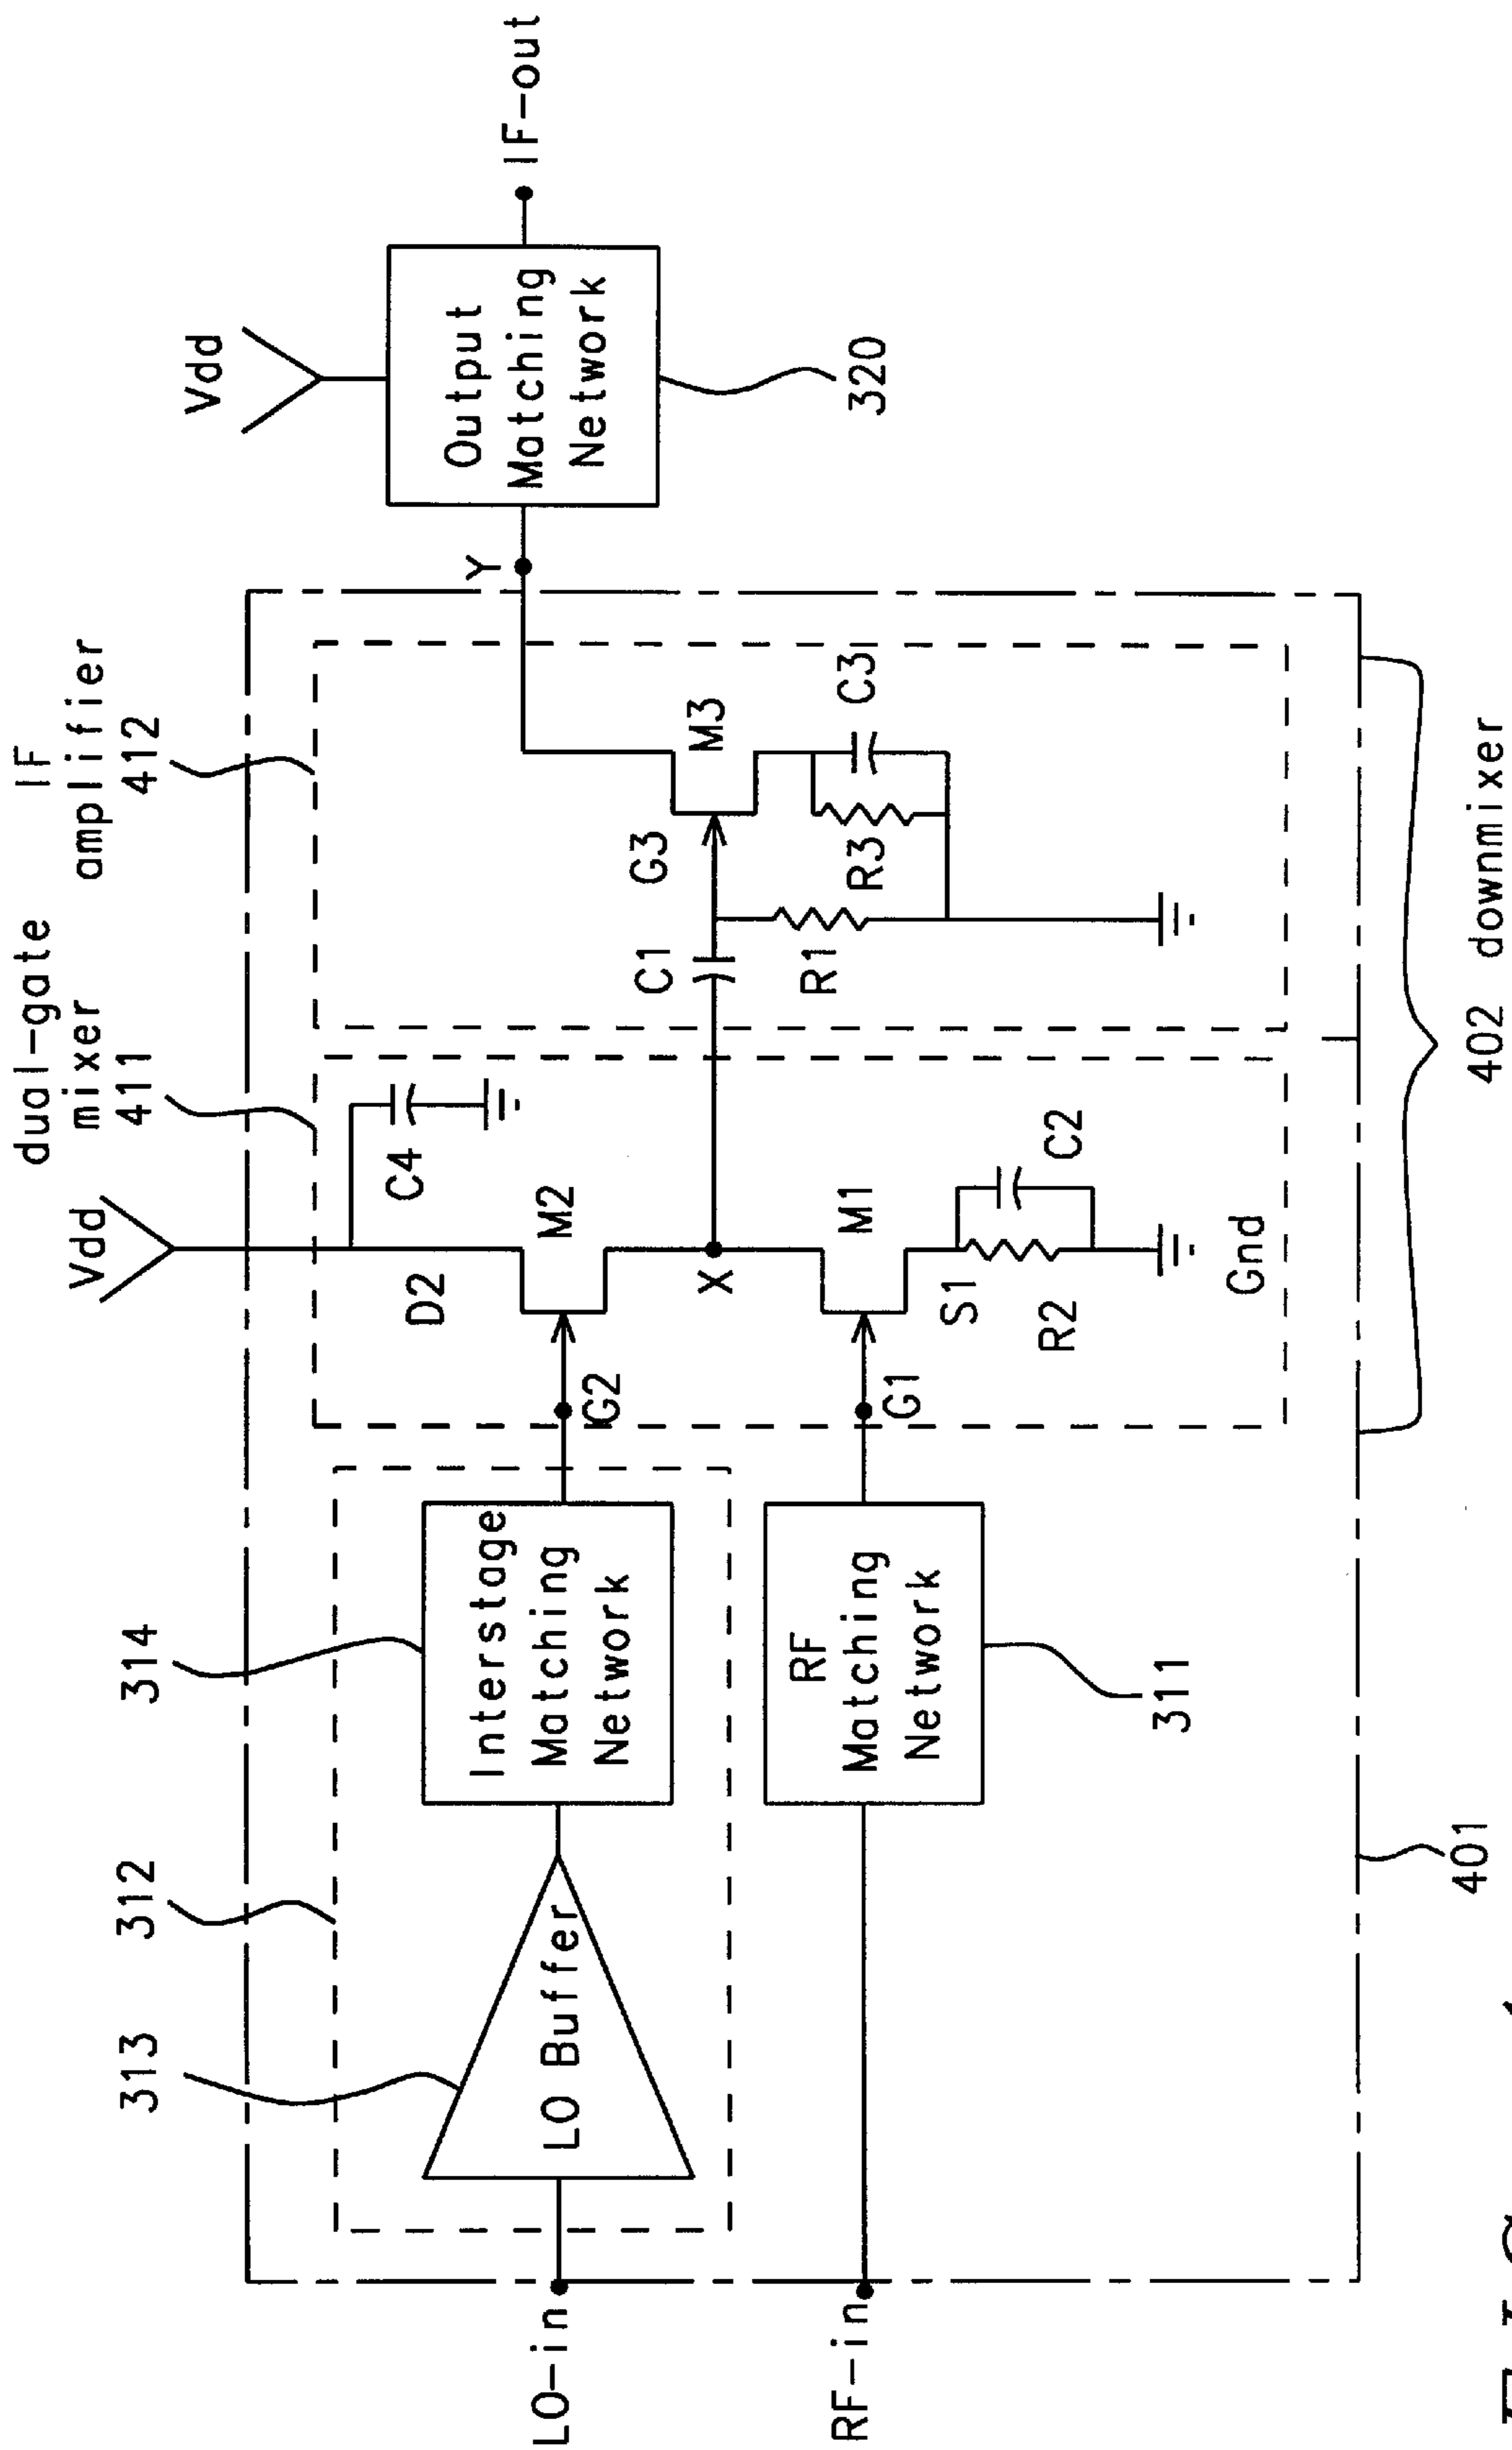 dual-gate
mixer
411
IF
amplifier
412
Vdd
Vdd
313
312
314
D2
C4
M2
Y
Output
Matching
Network
320
IF-out
LO-in
LO Buffer
Interstage
Matching
Network
G2
X
C1
G3
M3
R1
R3
C3
RF-in
RF
Matching
Network
311
G1
M1
S1
R2
C2
Gnd
401
402 downmixer